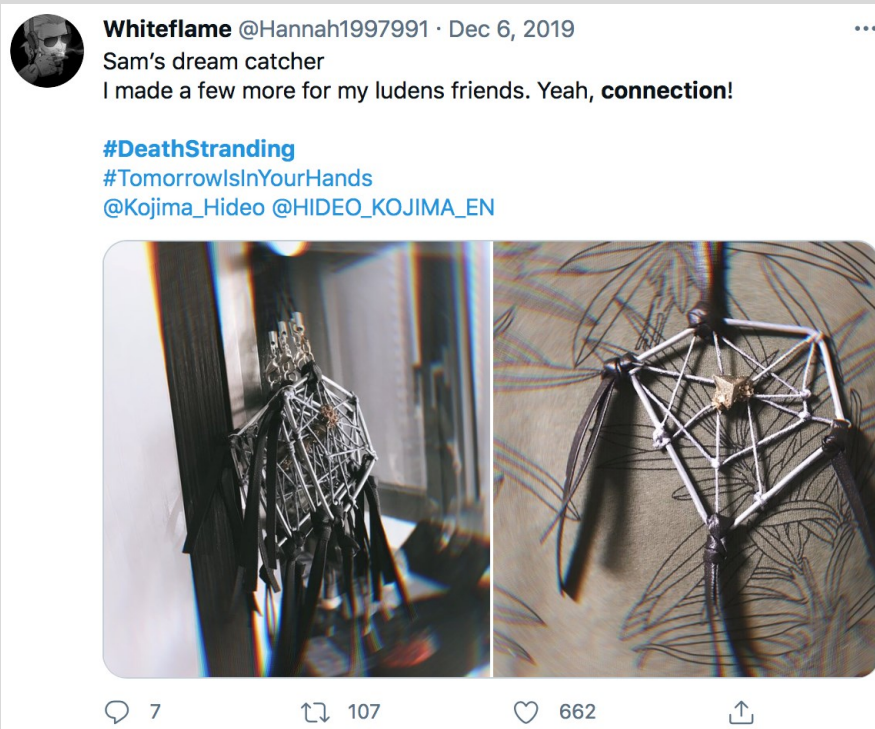 Whiteflame @Hannah1997991 · Dec 6, 2019
Sam's dream catcher
I made a few more for my ludens friends. Yeah, connection!
#DeathStranding
#TomorrowIsInYourHands
@Kojima_Hideo @HIDEO_KOJIMA_EN
7 107 662